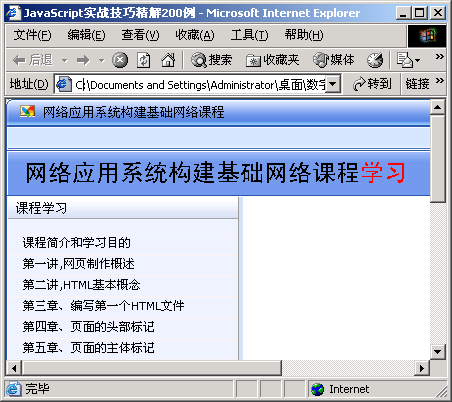 JavaScript实战技巧精解200例 - Microsoft Internet Explorer
文件(F) 编辑(E) 查看(V) 收藏(A) 工具(T) 帮助(H)
后退 搜索 收藏夹 媒体
地址(D) C:\Documents and Settings\Administrator\桌面\数字 转到 链接 »
网络应用系统构建基础网络课程
网络应用系统构建基础网络课程学习
课程学习
课程简介和学习目的
第一讲,网页制作概述
第二讲,HTML基本概念
第三章、编写第一个HTML文件
第四章、页面的头部标记
第五章、页面的主体标记
完毕 Internet